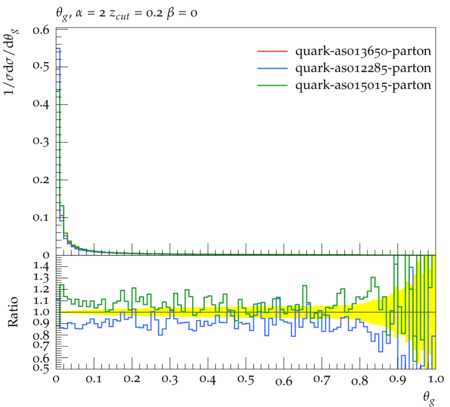 θg, α = 2 zcut = 0.2 β = 0
1/σdσ/dθg
quark-as013650-parton
quark-as012285-parton
quark-as015015-parton
0.6
0.5
0.4
0.3
0.2
0.1
0
Ratio
1.4
1.3
1.2
1.1
1.0
0.9
0.8
0.7
0.6
0.5
0 0.1 0.2 0.3 0.4 0.5 0.6 0.7 0.8 0.9 1.0
θg